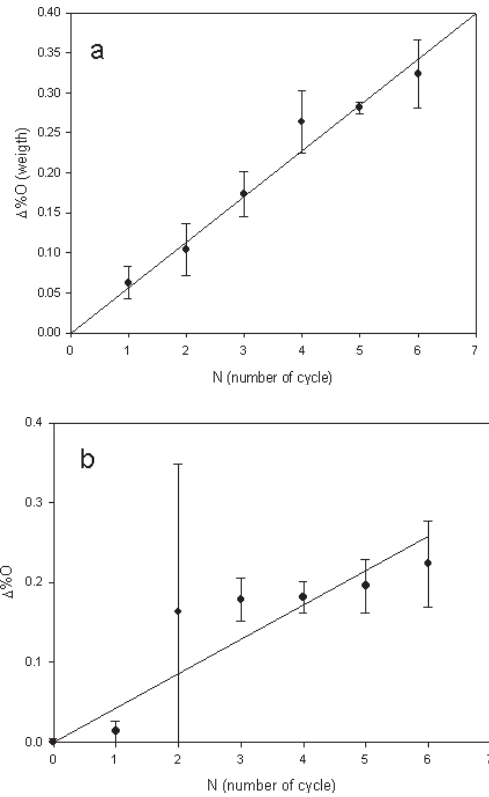 a
0.40
0.35
0.30
0.25
0.20
0.15
0.10
0.05
0.00
Δ%O (weigth)
0 1 2 3 4 5 6 7
N (number of cycle)
b
0.4
0.3
0.2
0.1
0.0
Δ%O
0 1 2 3 4 5 6 7
N (number of cycle)